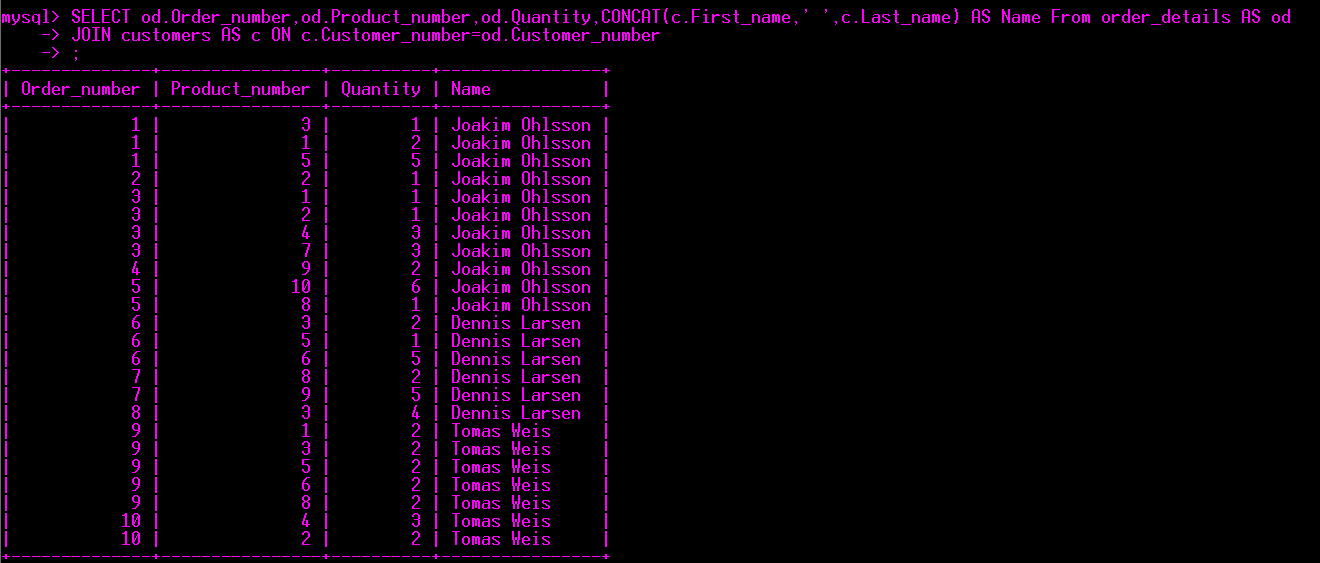 mysql> SELECT od.Order_number,od.Product_number,od.Quantity,CONCAT(c.First_name,' ',c.Last_name) AS Name From order_details AS od
    -> JOIN customers AS c ON c.Customer_number=od.Customer_number
    -> ;
+--------------+----------------+----------+----------------+
| Order_number | Product_number | Quantity | Name           |
+--------------+----------------+----------+----------------+
|            1 |              3 |        1 | Joakim Ohlsson |
|            1 |              1 |        2 | Joakim Ohlsson |
|            1 |              5 |        5 | Joakim Ohlsson |
|            2 |              2 |        1 | Joakim Ohlsson |
|            3 |              1 |        1 | Joakim Ohlsson |
|            3 |              2 |        1 | Joakim Ohlsson |
|            3 |              4 |        3 | Joakim Ohlsson |
|            3 |              7 |        3 | Joakim Ohlsson |
|            4 |              9 |        2 | Joakim Ohlsson |
|            5 |             10 |        6 | Joakim Ohlsson |
|            5 |              8 |        1 | Joakim Ohlsson |
|            6 |              3 |        2 | Dennis Larsen  |
|            6 |              5 |        1 | Dennis Larsen  |
|            6 |              6 |        5 | Dennis Larsen  |
|            7 |              8 |        2 | Dennis Larsen  |
|            7 |              9 |        5 | Dennis Larsen  |
|            8 |              3 |        4 | Dennis Larsen  |
|            9 |              1 |        2 | Tomas Weis     |
|            9 |              3 |        2 | Tomas Weis     |
|            9 |              5 |        2 | Tomas Weis     |
|            9 |              6 |        2 | Tomas Weis     |
|            9 |              8 |        2 | Tomas Weis     |
|           10 |              4 |        3 | Tomas Weis     |
|           10 |              2 |        2 | Tomas Weis     |
+--------------+----------------+----------+----------------+